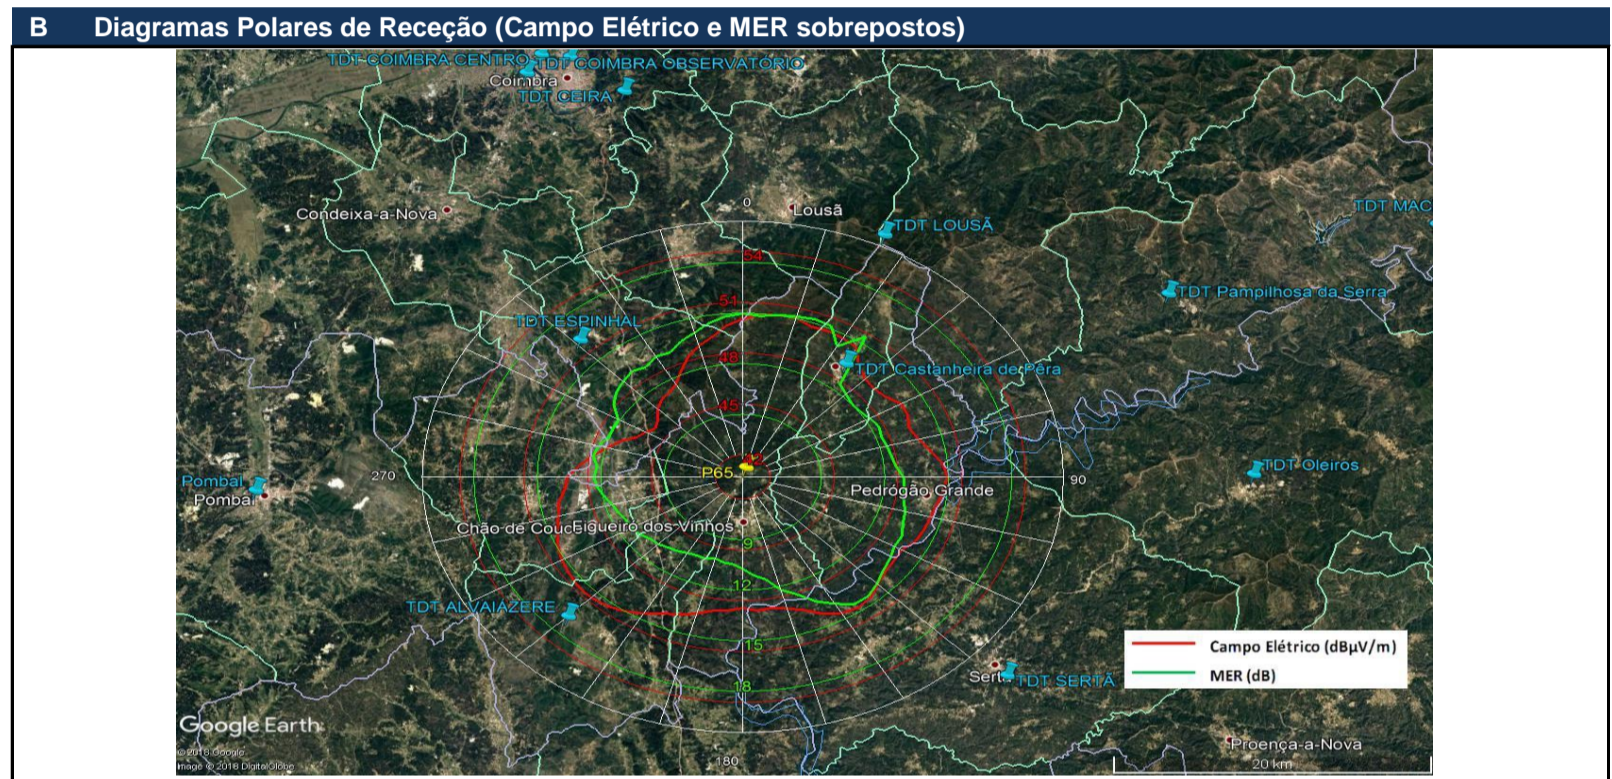 B Diagramas Polares de Receção (Campo Elétrico e MER sobrepostos)
TDT COIMBRA CENTRO
TDT COIMBRA OBSERVATÓRIO
Coimbra
TDT CEIRA
Condeixa-a-Nova
0
Lousã
TDT MAC
TDT LOUSÃ
54
TDT Pampilhosa da Serra
51
TDT ESPINHAL
48
TDT Castanheira de Pêra
45
42
P65
270
90
TDT Oleiros
Pombal
Pombal
Pedrógão Grande
Chão de Couce
Figueiró dos Vinhos
9
12
TDT ALVAIAZERE
15
Campo Elétrico (dBµV/m)
MER (dB)
Sertã
TDT SERTÃ
18
Google Earth
© 2018 Google
Image © 2018 DigitalGlobe
180
Proença-a-Nova
20 km